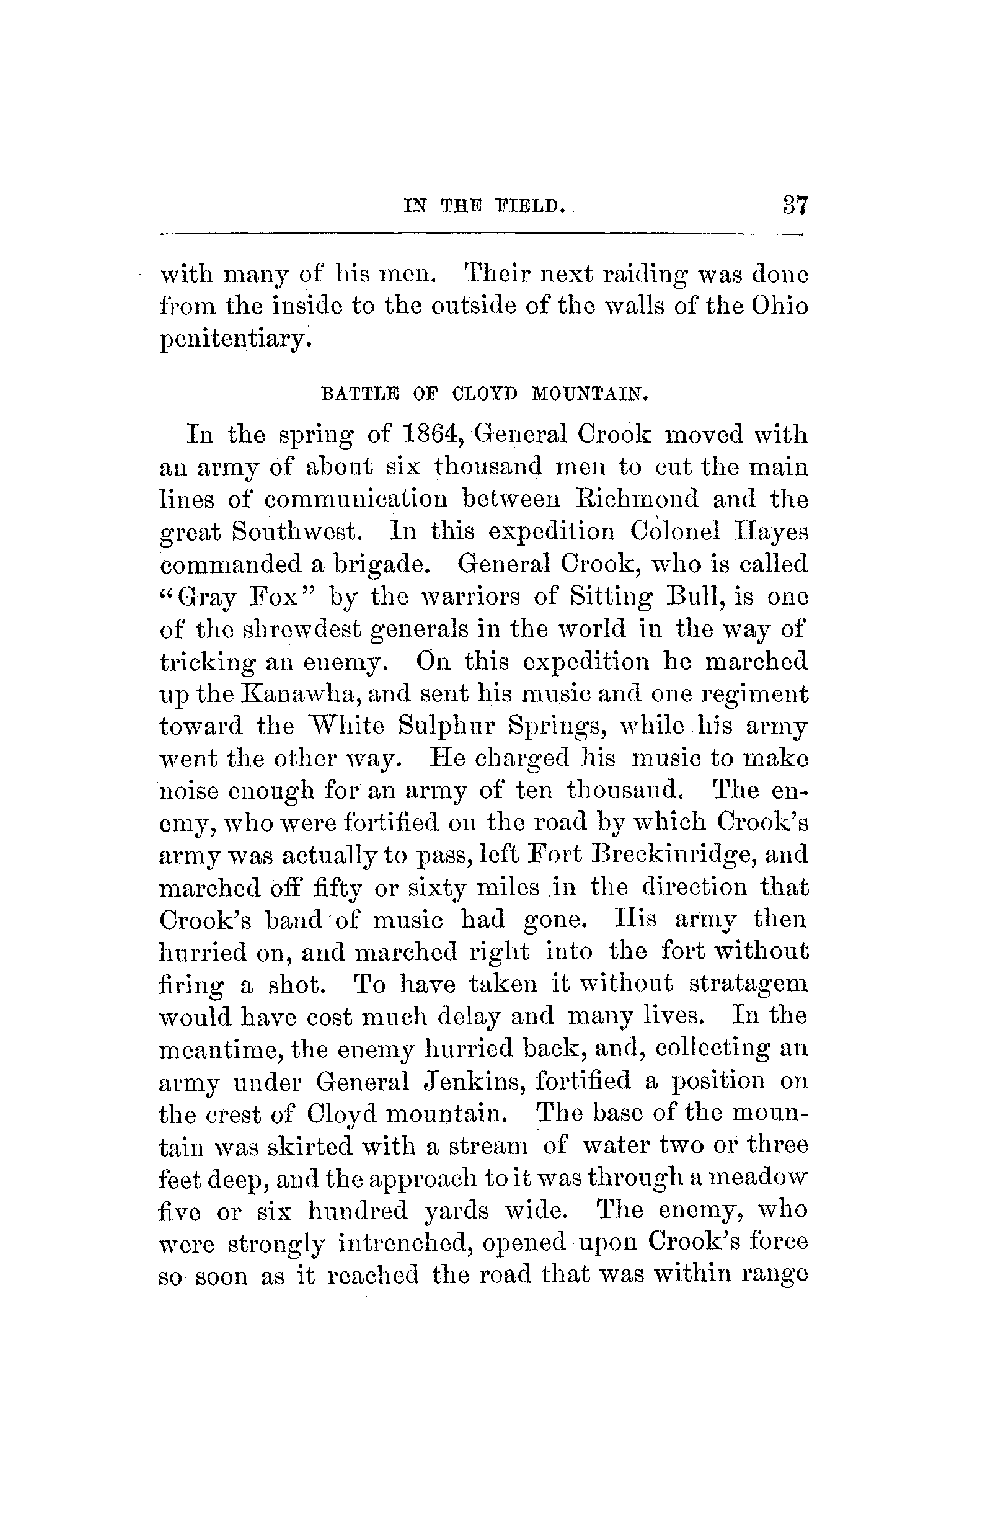 IN THE FIELD. 37
with many of his men. Their next raiding was done
from the inside to the outside of the walls of the Ohio
penitentiary.
BATTLE OF CLOYD MOUNTAIN.
In the spring of 1864, General Crook moved with
an army of about six thousand men to cut the main
lines of communication between Richmond and the
great Southwest. In this expedition Colonel Hayes
commanded a brigade. General Crook, who is called
"Gray Fox" by the warriors of Sitting Bull, is one
of the shrewdest generals in the world in the way of
tricking an enemy. On this expedition he marched
up the Kanawha, and sent his music and one regiment
toward the White Sulphur Springs, while his army
went the other way. He charged his music to make
noise enough for an army of ten thousand. The en-
emy, who were fortified on the road by which Crook's
army was actually to pass, left Fort Breckinridge, and
marched off fifty or sixty miles in the direction that
Crook's band of music had gone. His army then
hurried on, and marched right into the fort without
firing a shot. To have taken it without stratagem
would have cost much delay and many lives. In the
meantime, the enemy hurried back, and, collecting an
army under General Jenkins, fortified a position on
the crest of Cloyd mountain. The base of the moun-
tain was skirted with a stream of water two or three
feet deep, and the approach to it was through a meadow
five or six hundred yards wide. The enemy, who
were strongly intrenched, opened upon Crook's force
so soon as it reached the road that was within range